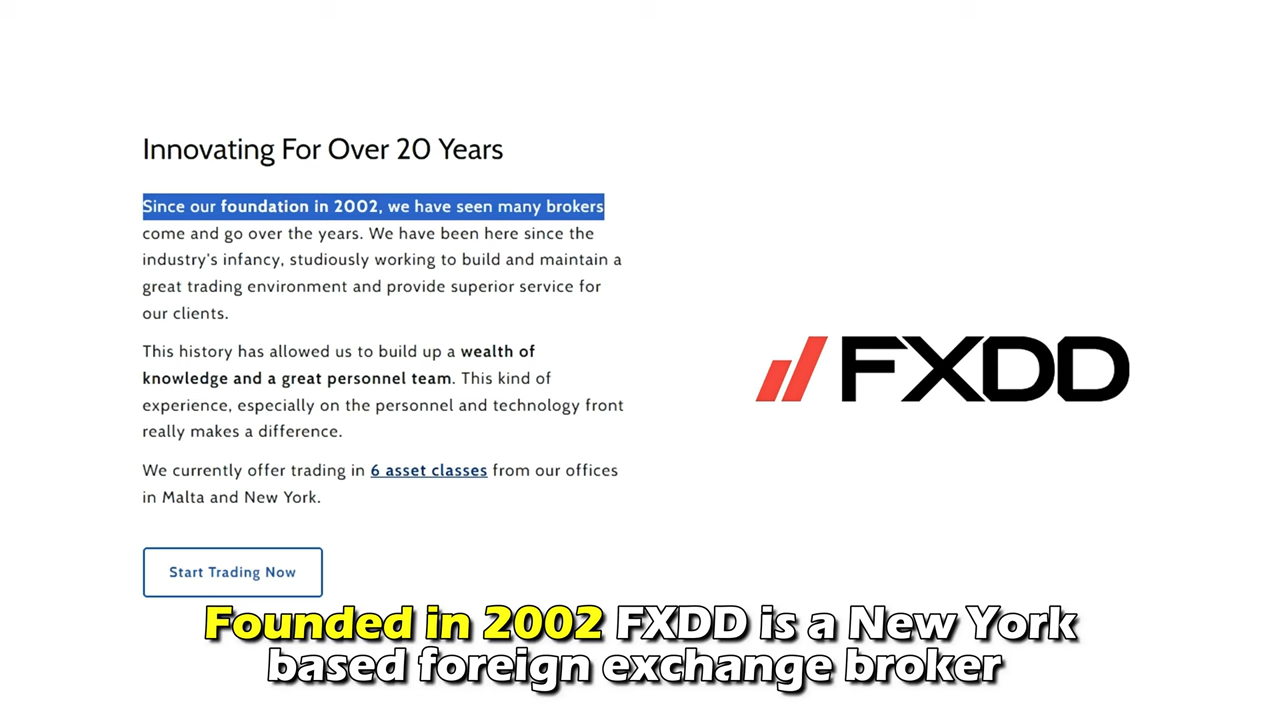 Innovating For Over 20 Years
Since our foundation in 2002, we have seen many brokers
come and go over the years. We have been here since the
industry's infancy, studiously working to build and maintain a
great trading environment and provide superior service for
our clients.
This history has allowed us to build up a wealth of
knowledge and a great personnel team. This kind of
experience, especially on the personnel and technology front
really makes a difference.
We currently offer trading in 6 asset classes from our offices
in Malta and New York.
Start Trading Now
FXDD
Founded in 2002 FXDD is a New York
based foreign exchange broker